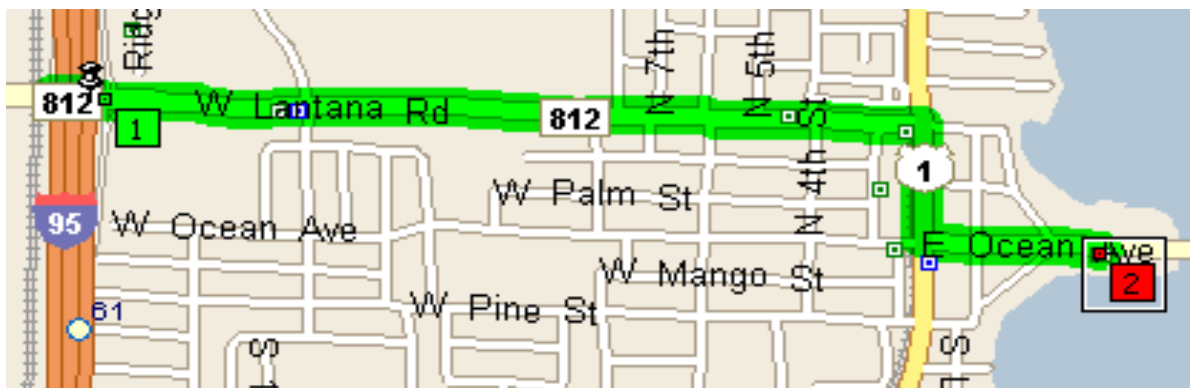 Ridg
N 7th
N 5th
812
W Lantana Rd
812
1
N 4th St
1
W Palm St
95
W Ocean Ave
E Ocean Ave
W Mango St
2
W Pine St
61